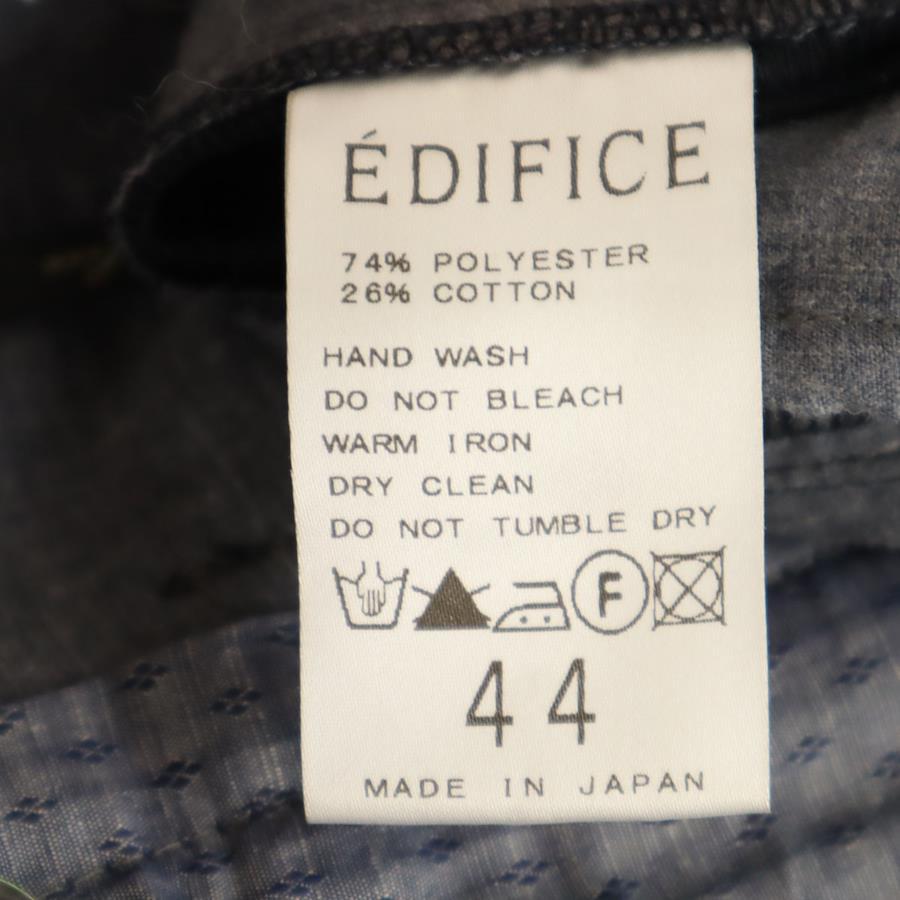 ÉDIFICE
74% POLYESTER
26% COTTON
HAND WASH
DO NOT BLEACH
WARM IRON
DRY CLEAN
DO NOT TUMBLE DRY
F
44
MADE IN JAPAN